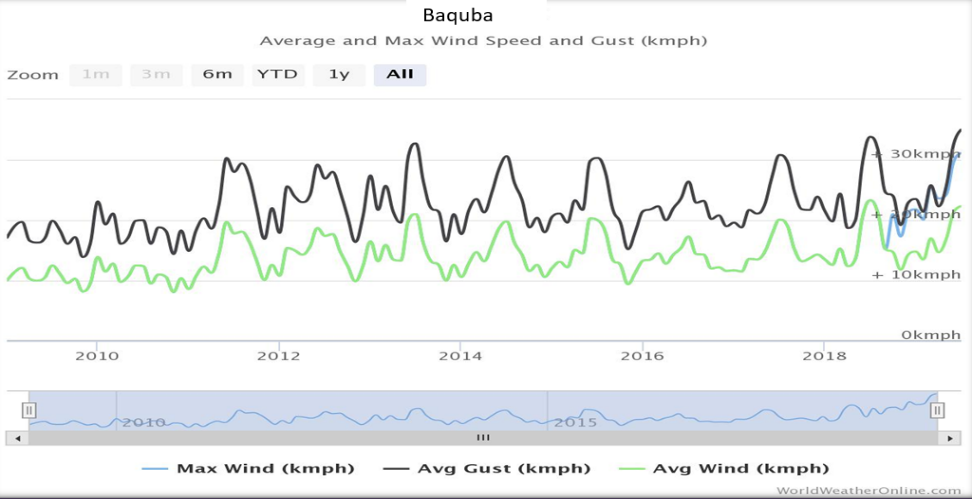 Baquba
Average and Max Wind Speed and Gust (kmph)
Zoom 1m 3m 6m YTD 1y All
+ 30kmph
+ 10kmph
0kmph
2010 2012 2014 2016 2018
2010 2015
Max Wind (kmph) Avg Gust (kmph) Avg Wind (kmph)
WorldWeatherOnline.com